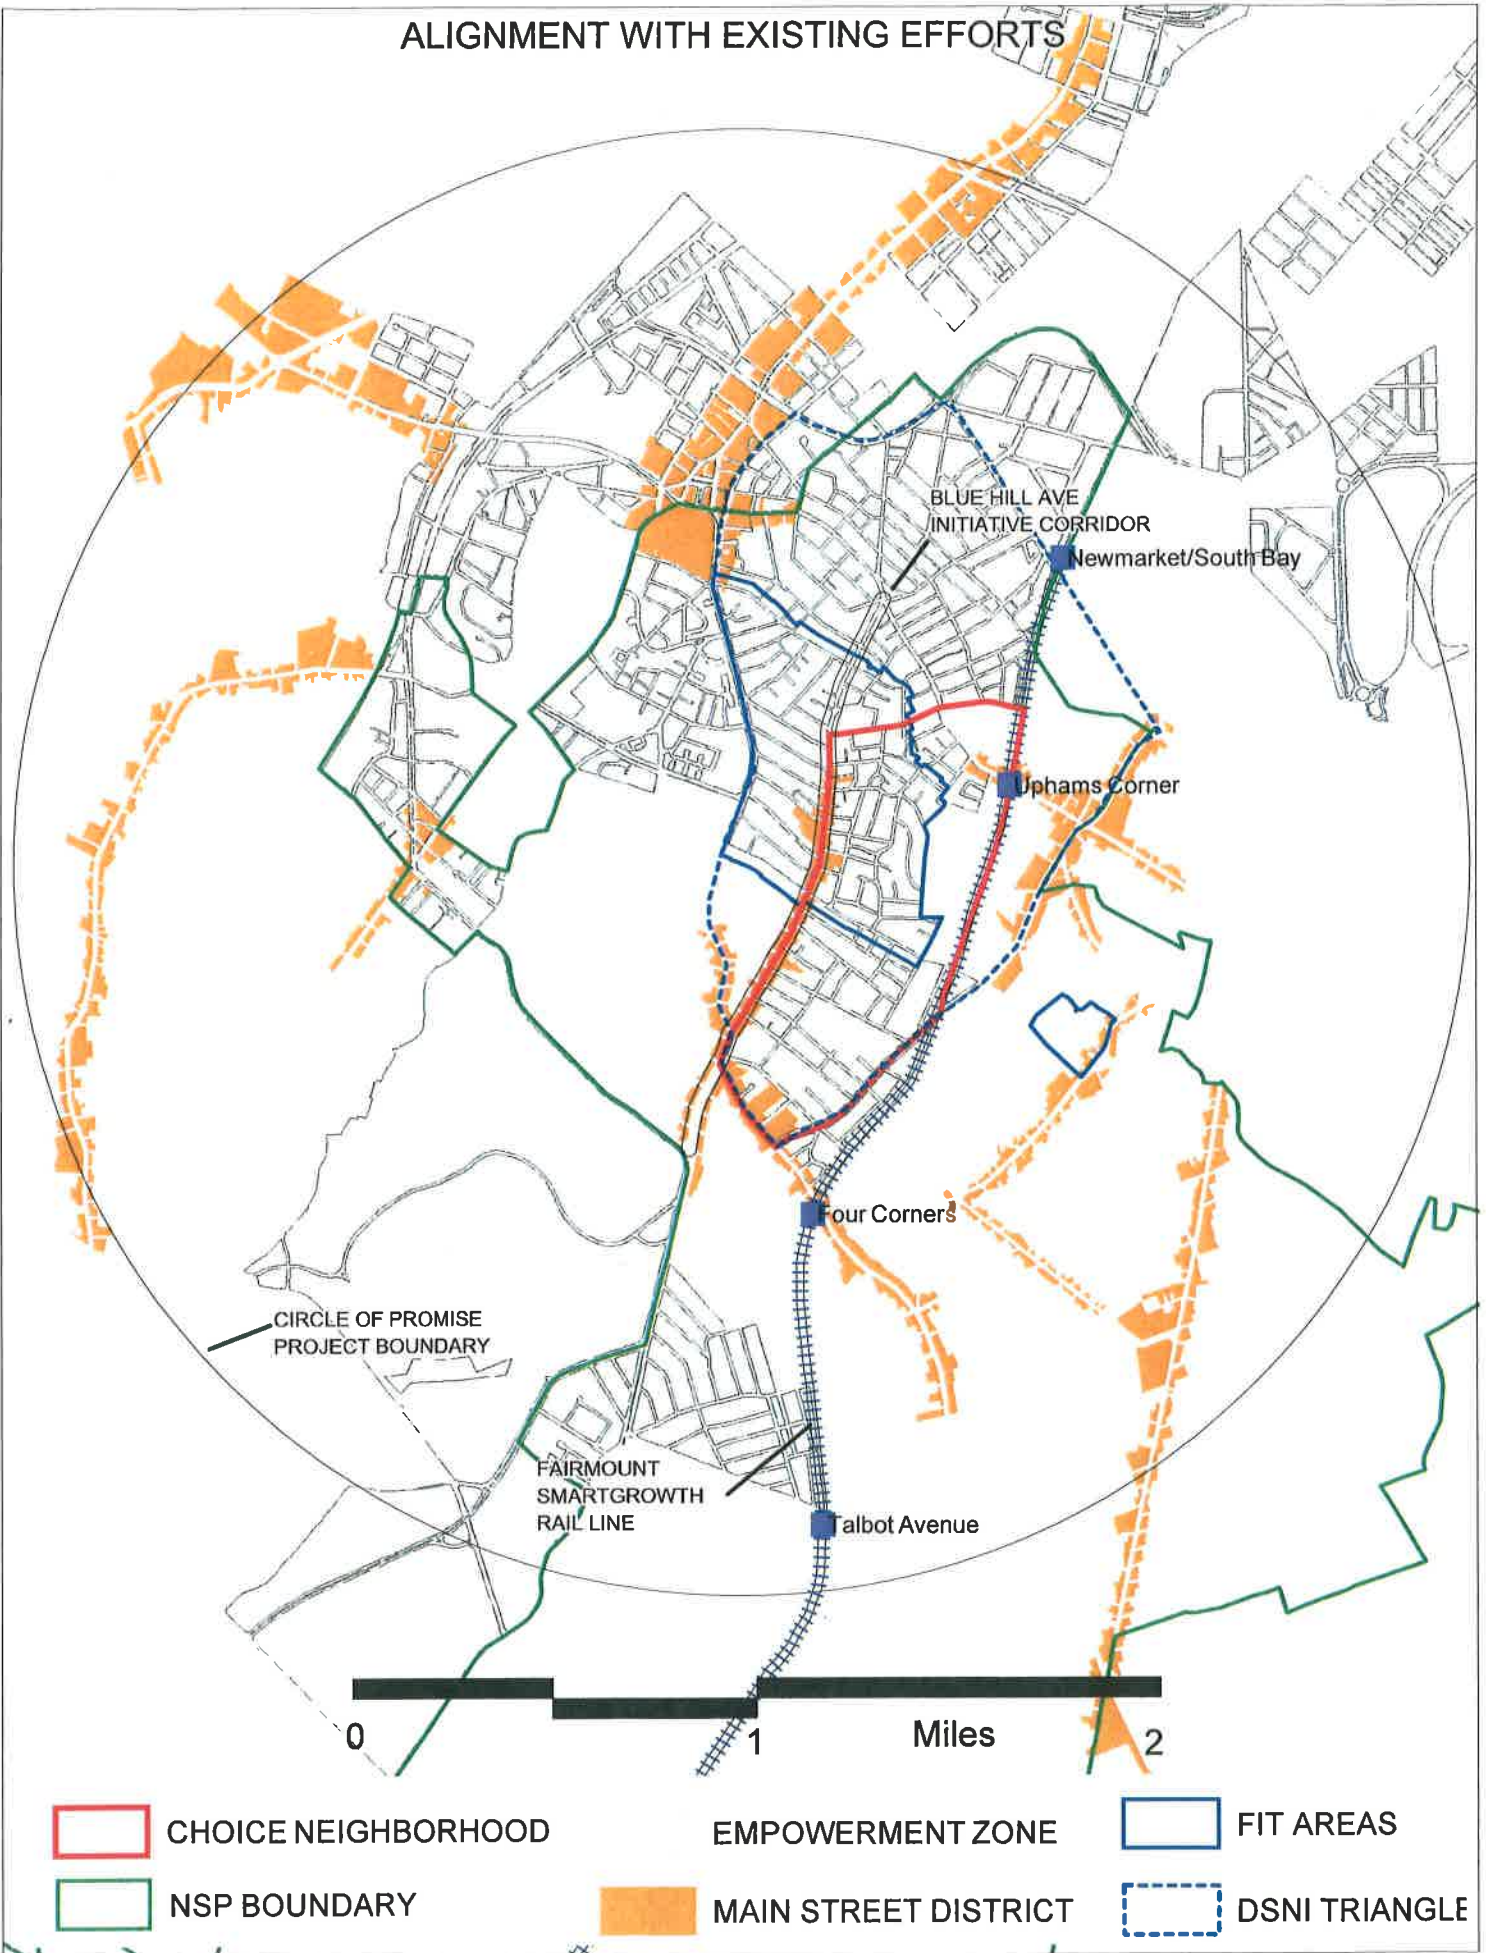 ALIGNMENT WITH EXISTING EFFORTS
BLUE HILL AVE
INITIATIVE CORRIDOR
Newmarket/South Bay
Uphams Corner
Four Corners
CIRCLE OF PROMISE
PROJECT BOUNDARY
FAIRMOUNT
SMARTGROWTH
RAIL LINE
Talbot Avenue
0
1
Miles
2
CHOICE NEIGHBORHOOD
EMPOWERMENT ZONE
FIT AREAS
NSP BOUNDARY
MAIN STREET DISTRICT
DSNI TRIANGLE